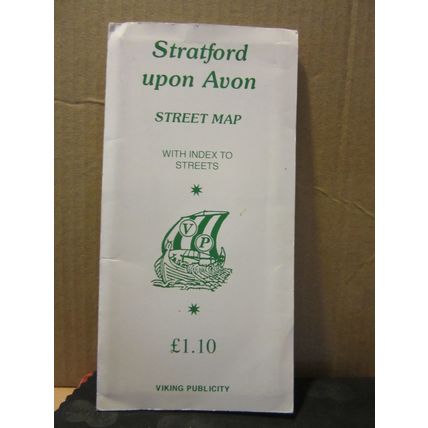 Stratford
upon Avon
STREET MAP
WITH INDEX TO
STREETS
V P
£1.10
VIKING PUBLICITY